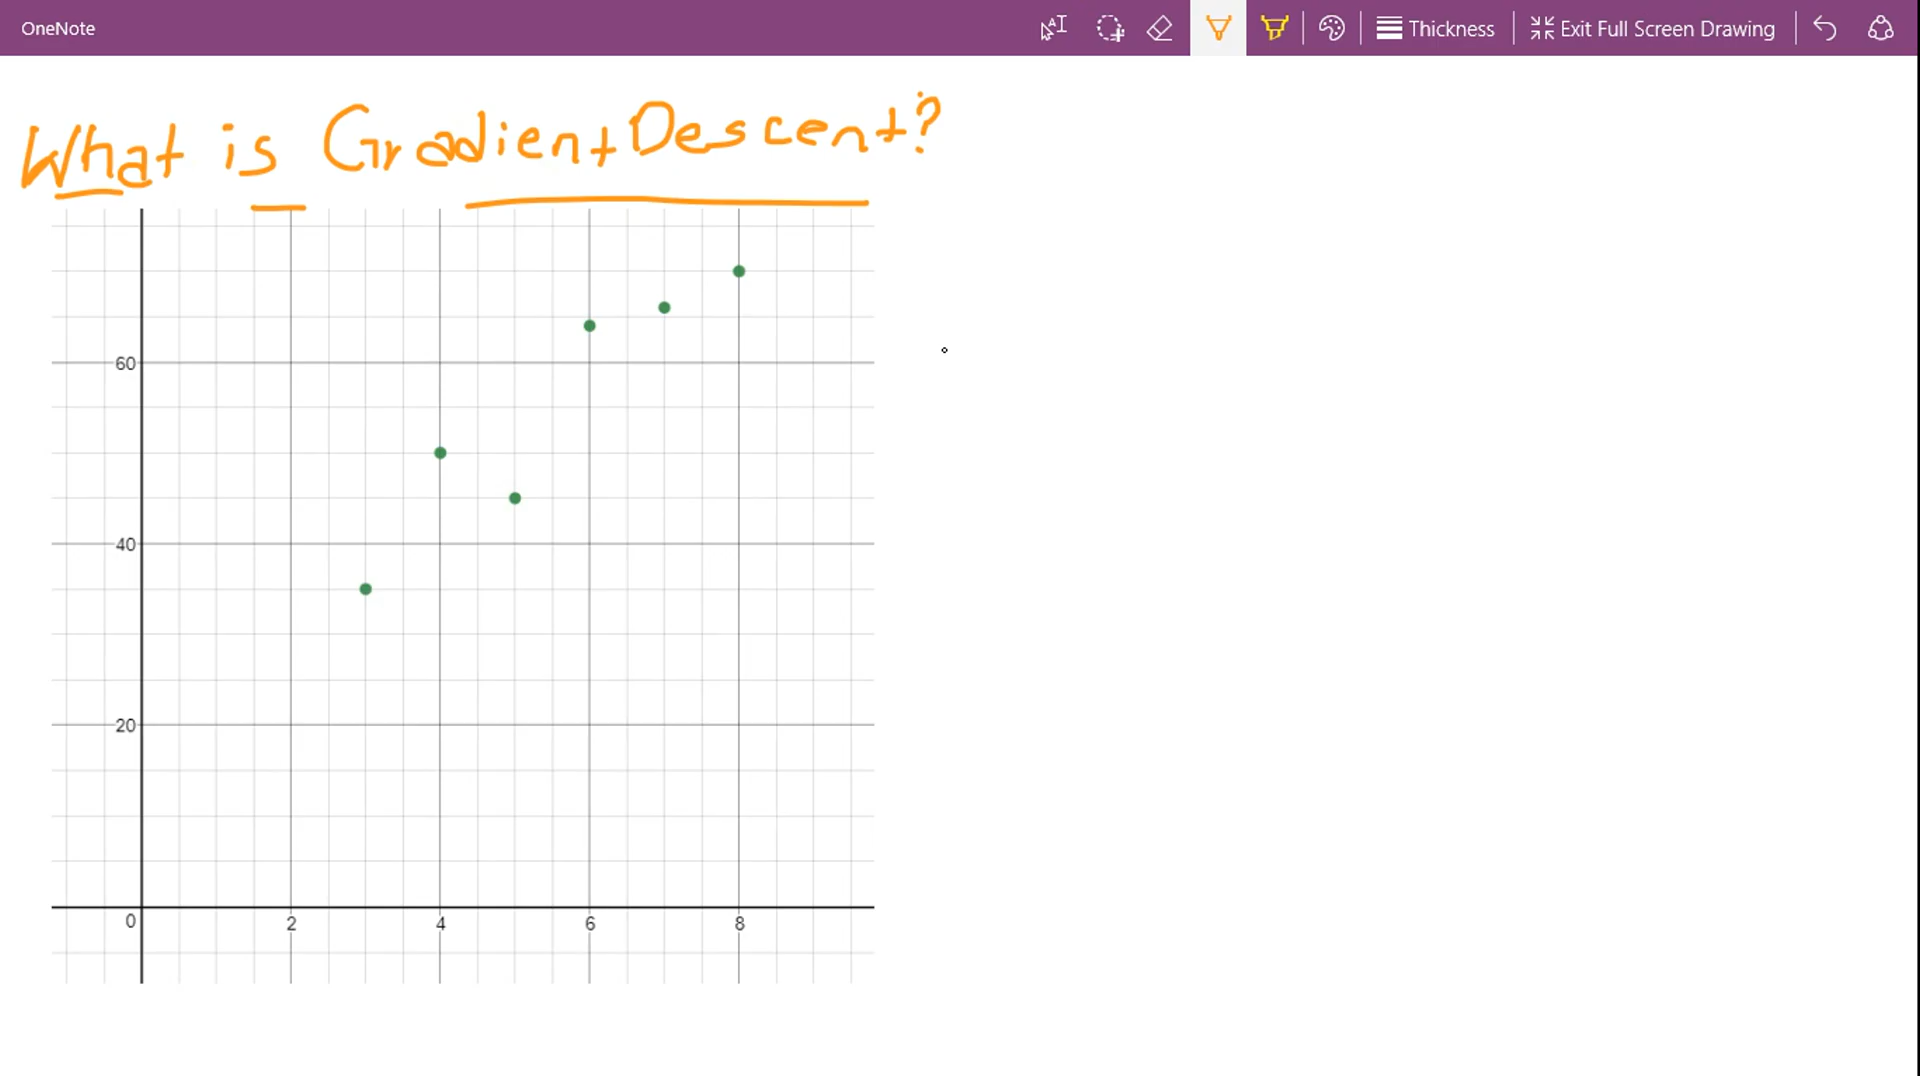 OneNote
Thickness
Exit Full Screen Drawing
What is Gradient Descent?
60
40
20
0 2 4 6 8